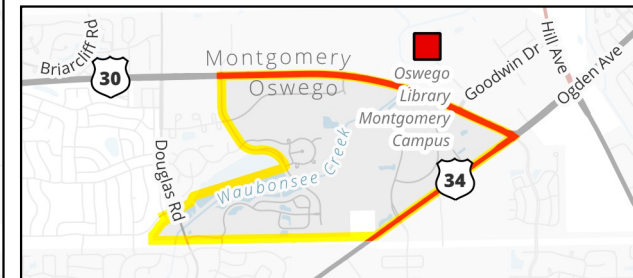 Briarcliff Rd
30
Montgomery
Oswego
Oswego
Library
Montgomery
Campus
Goodwin Dr
Hill Ave
Ogden Ave
Douglas Rd
Waubonsee Creek
34